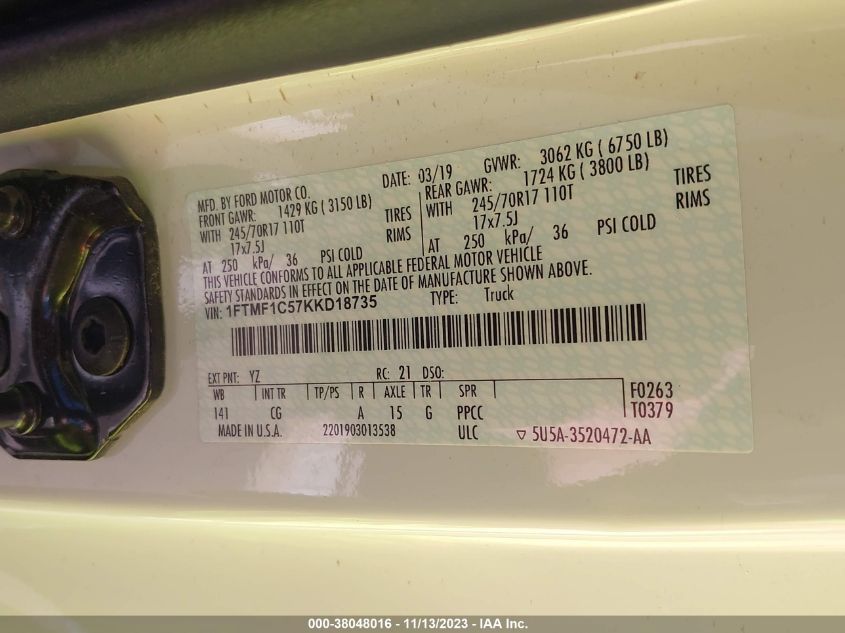 MFD. BY FORD MOTOR CO.
DATE: 03/19
GVWR: 3062 KG ( 6750 LB)
FRONT GAWR: 1429 KG ( 3150 LB)
REAR GAWR: 1724 KG ( 3800 LB)
WITH 245/70R17 110T TIRES
WITH 245/70R17 110T TIRES
17x7.5J RIMS
17x7.5J RIMS
AT 250 kPa/ 36 PSI COLD
AT 250 kPa/ 36 PSI COLD
THIS VEHICLE CONFORMS TO ALL APPLICABLE FEDERAL MOTOR VEHICLE
SAFETY STANDARDS IN EFFECT ON THE DATE OF MANUFACTURE SHOWN ABOVE.
VIN: 1FTMF1C57KKD18735 TYPE: Truck
EXT PNT: YZ RC: 21 DSO:
WB INT TR TP/PS R AXLE TR SPR F0263
141 CG A 15 G PPCC T0379
MADE IN U.S.A. 2201903013538 ULC ▽ 5U5A-3520472-AA
000-38048016 - 11/13/2023 - IAA Inc.